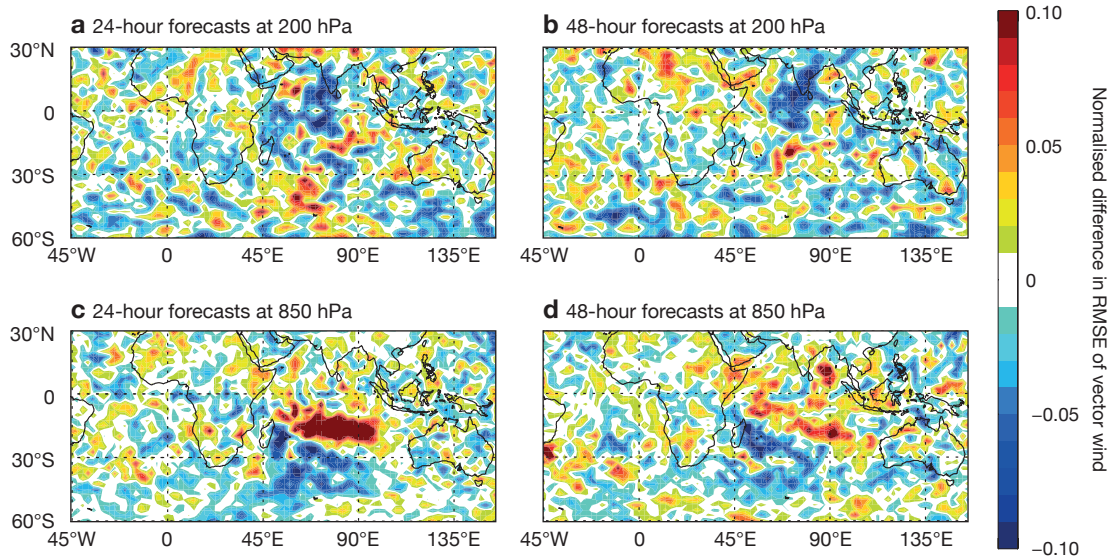 a 24-hour forecasts at 200 hPa
b 48-hour forecasts at 200 hPa
30°N
0
30°S
60°S
45°W 0 45°E 90°E 135°E
45°W 0 45°E 90°E 135°E
c 24-hour forecasts at 850 hPa
d 48-hour forecasts at 850 hPa
30°N
0
30°S
60°S
45°W 0 45°E 90°E 135°E
45°W 0 45°E 90°E 135°E
0.10
0.05
0
−0.05
−0.10
Normalised difference in RMSE of vector wind